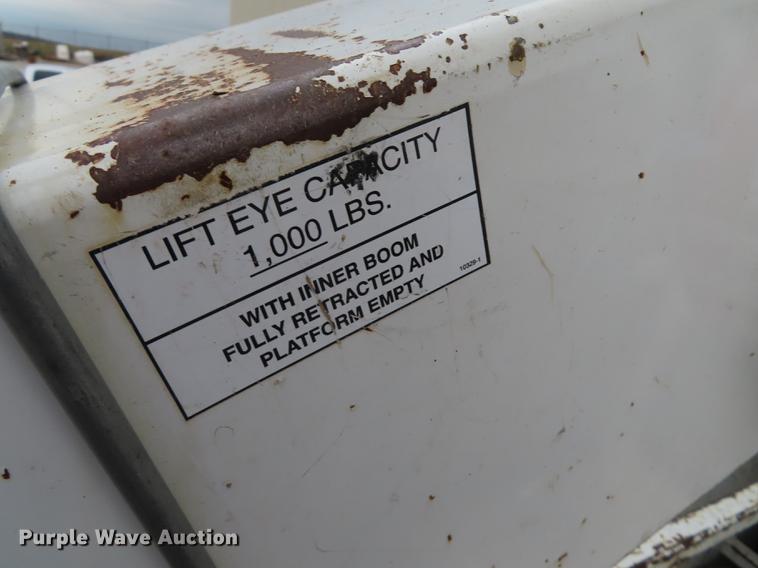 LIFT EYE CAPACITY
1,000 LBS.
WITH INNER BOOM
FULLY RETRACTED AND
PLATFORM EMPTY
10329-1
Purple Wave Auction